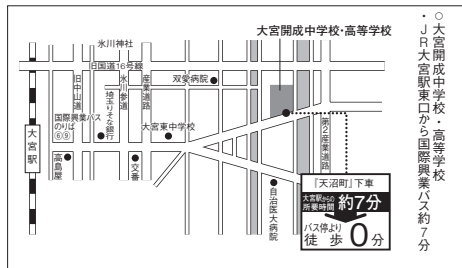 ○大宮開成中学校・高等学校
・JR大宮駅東口から国際興業バス約7分
大宮開成中学校・高等学校
氷川神社
旧国道16号線
旧中山道
氷川参道
産業道路
双愛病院
国際興業バス
のりば
⑥⑨
埼玉りそな銀行
大宮東中学校
第2産業道路
大宮駅
高島屋
交番
自治医大病院
『天沼町』下車
大宮駅からの
所要時間
約7分
バス停より
徒歩0分